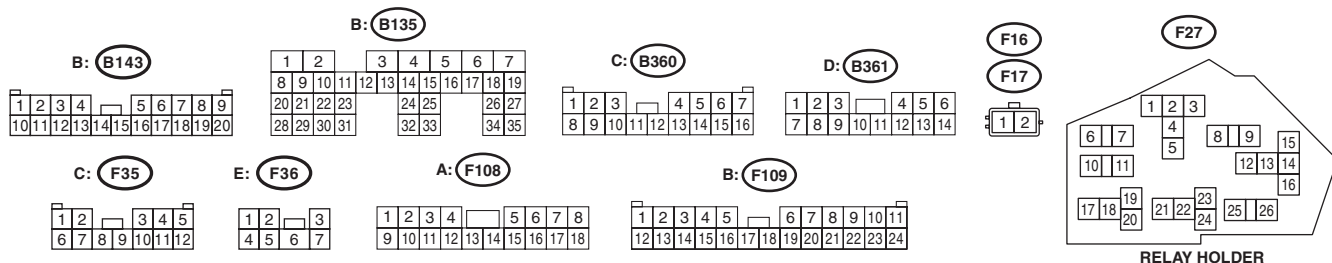 B: B143
1 2 3 4 5 6 7 8 9
10 11 12 13 14 15 16 17 18 19 20
B: B135
1 2 3 4 5 6 7
8 9 10 11 12 13 14 15 16 17 18 19
20 21 22 23 24 25 26 27
28 29 30 31 32 33 34 35
C: B360
1 2 3 4 5 6 7
8 9 10 11 12 13 14 15 16
D: B361
1 2 3 4 5 6
7 8 9 10 11 12 13 14
F16
F17
1 2
F27
1 2 3
4
5
6 7
8 9
10 11
15
12 13 14
16
19
17 18
20
23
21 22
24
25 26
RELAY HOLDER
C: F35
1 2 3 4 5
6 7 8 9 10 11 12
E: F36
1 2 3
4 5 6 7
A: F108
1 2 3 4 5 6 7 8
9 10 11 12 13 14 15 16 17 18
B: F109
1 2 3 4 5 6 7 8 9 10 11
12 13 14 15 16 17 18 19 20 21 22 23 24